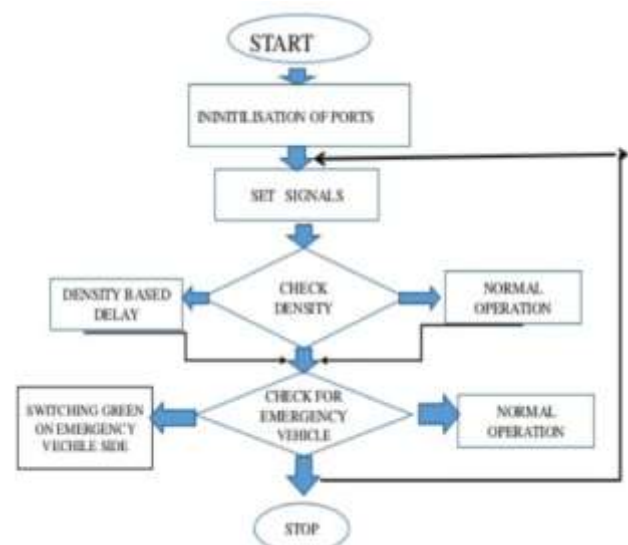 START
ININITILISATION OF PORTS
SET SIGNALS
CHECK
DENSITY
DENSITY BASED
DELAY
NORMAL
OPERATION
CHECK FOR
EMERGENCY
VEHICLE
SWITCHING GREEN
ON EMERGENCY
VECHILE SIDE
NORMAL
OPERATION
STOP